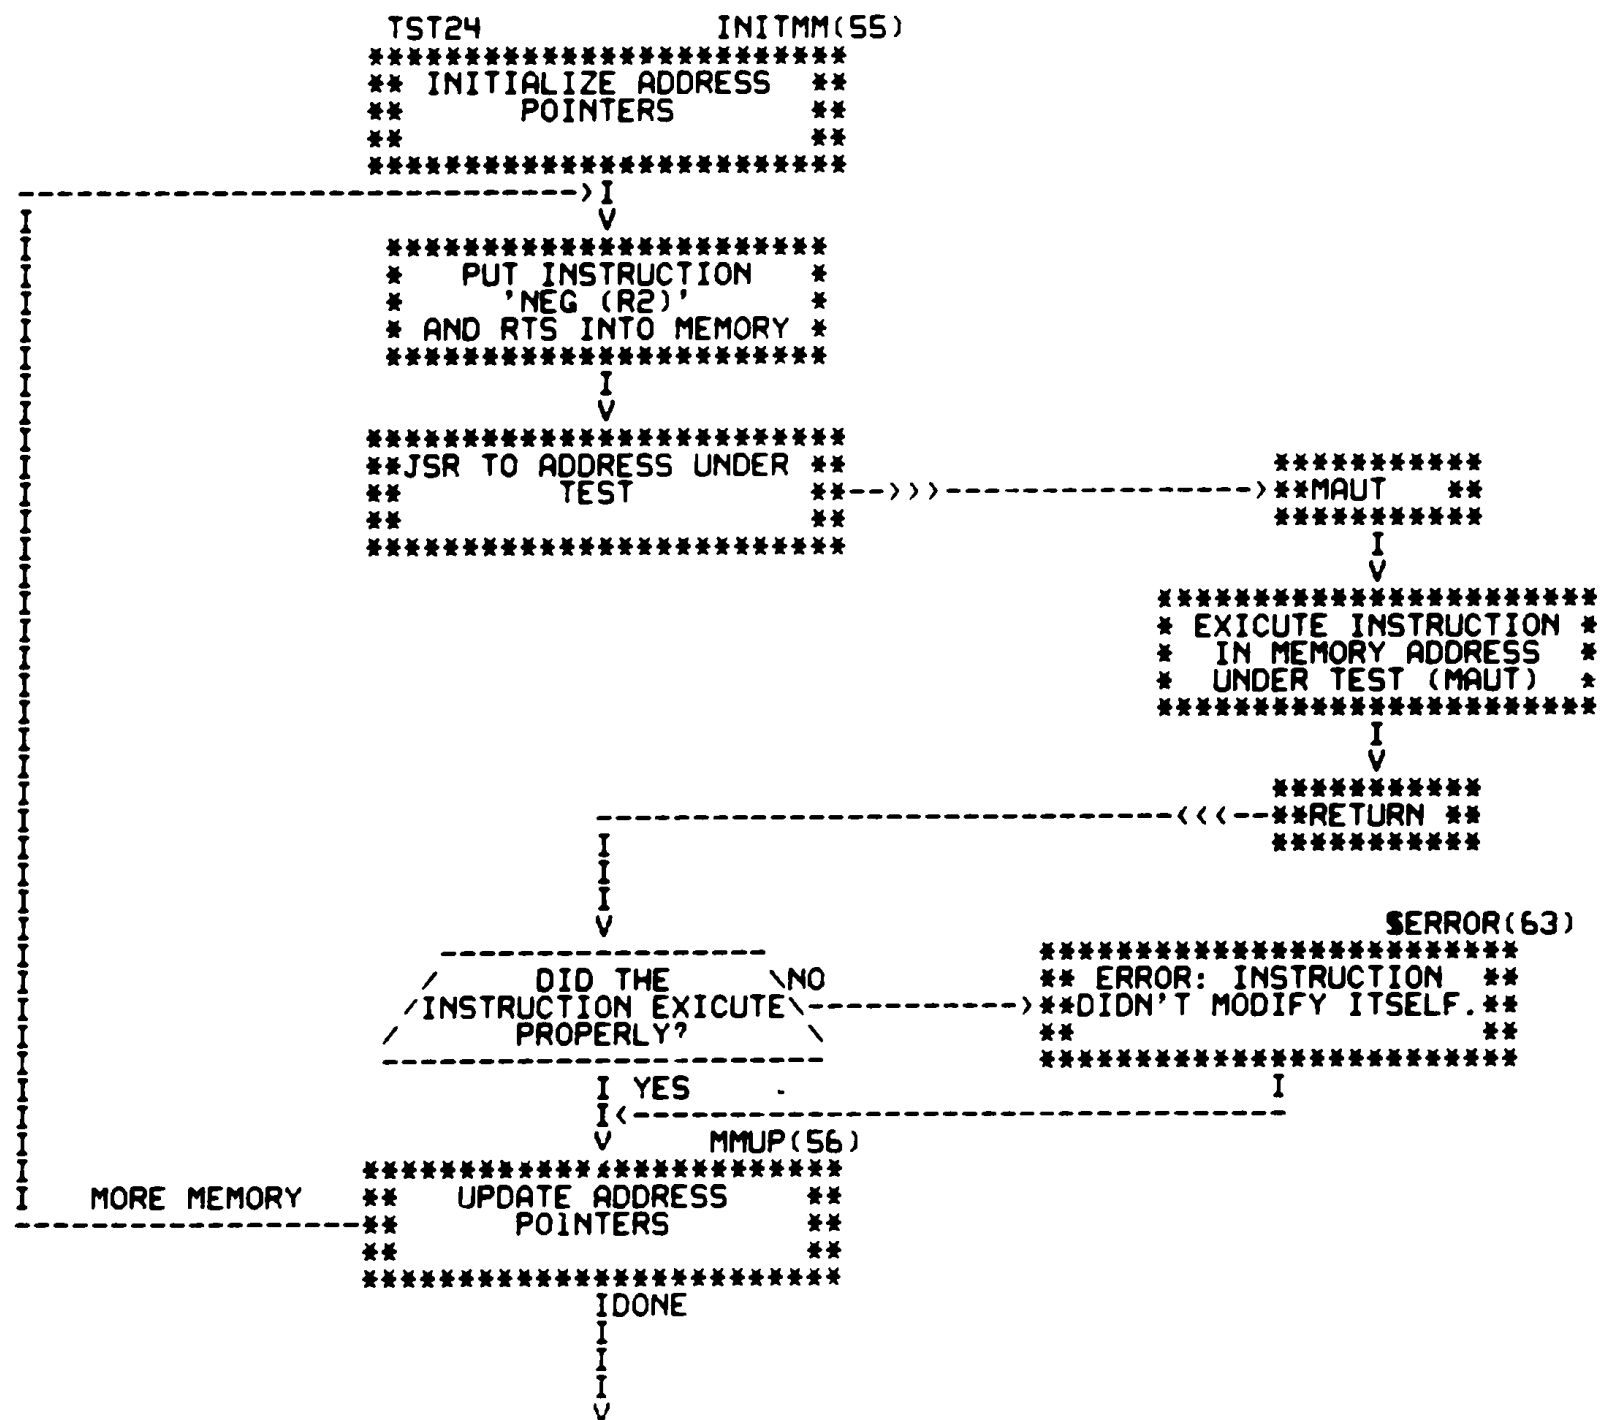 TST24 INITMM(55)
INITIALIZE ADDRESS
POINTERS
PUT INSTRUCTION
'NEG (R2)'
AND RTS INTO MEMORY
JSR TO ADDRESS UNDER
TEST
MAUT
EXICUTE INSTRUCTION
IN MEMORY ADDRESS
UNDER TEST (MAUT)
RETURN
$ERROR(63)
DID THE
INSTRUCTION EXICUTE
PROPERLY?
NO
ERROR: INSTRUCTION
DIDN'T MODIFY ITSELF.
YES
MMUP(56)
MORE MEMORY
UPDATE ADDRESS
POINTERS
DONE